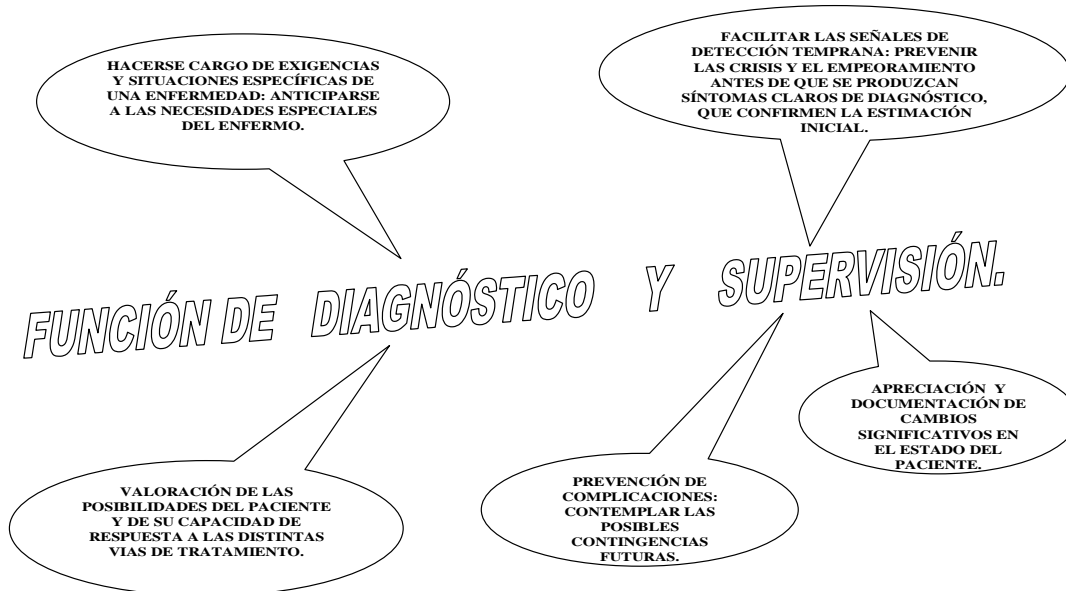 HACERSE CARGO DE EXIGENCIAS
Y SITUACIONES ESPECÍFICAS DE
UNA ENFERMEDAD: ANTICIPARSE
A LAS NECESIDADES ESPECIALES
DEL ENFERMO.
FACILITAR LAS SEÑALES DE
DETECCIÓN TEMPRANA: PREVENIR
LAS CRISIS Y EL EMPEORAMIENTO
ANTES DE QUE SE PRODUZCAN
SÍNTOMAS CLAROS DE DIAGNÓSTICO,
QUE CONFIRMEN LA ESTIMACIÓN
INICIAL.
FUNCIÓN DE DIAGNÓSTICO Y SUPERVISIÓN.
VALORACIÓN DE LAS
POSIBILIDADES DEL PACIENTE
Y DE SU CAPACIDAD DE
RESPUESTA A LAS DISTINTAS
VIAS DE TRATAMIENTO.
PREVENCIÓN DE
COMPLICACIONES:
CONTEMPLAR LAS
POSIBLES
CONTINGENCIAS
FUTURAS.
APRECIACIÓN Y
DOCUMENTACIÓN DE
CAMBIOS
SIGNIFICATIVOS EN
EL ESTADO DEL
PACIENTE.